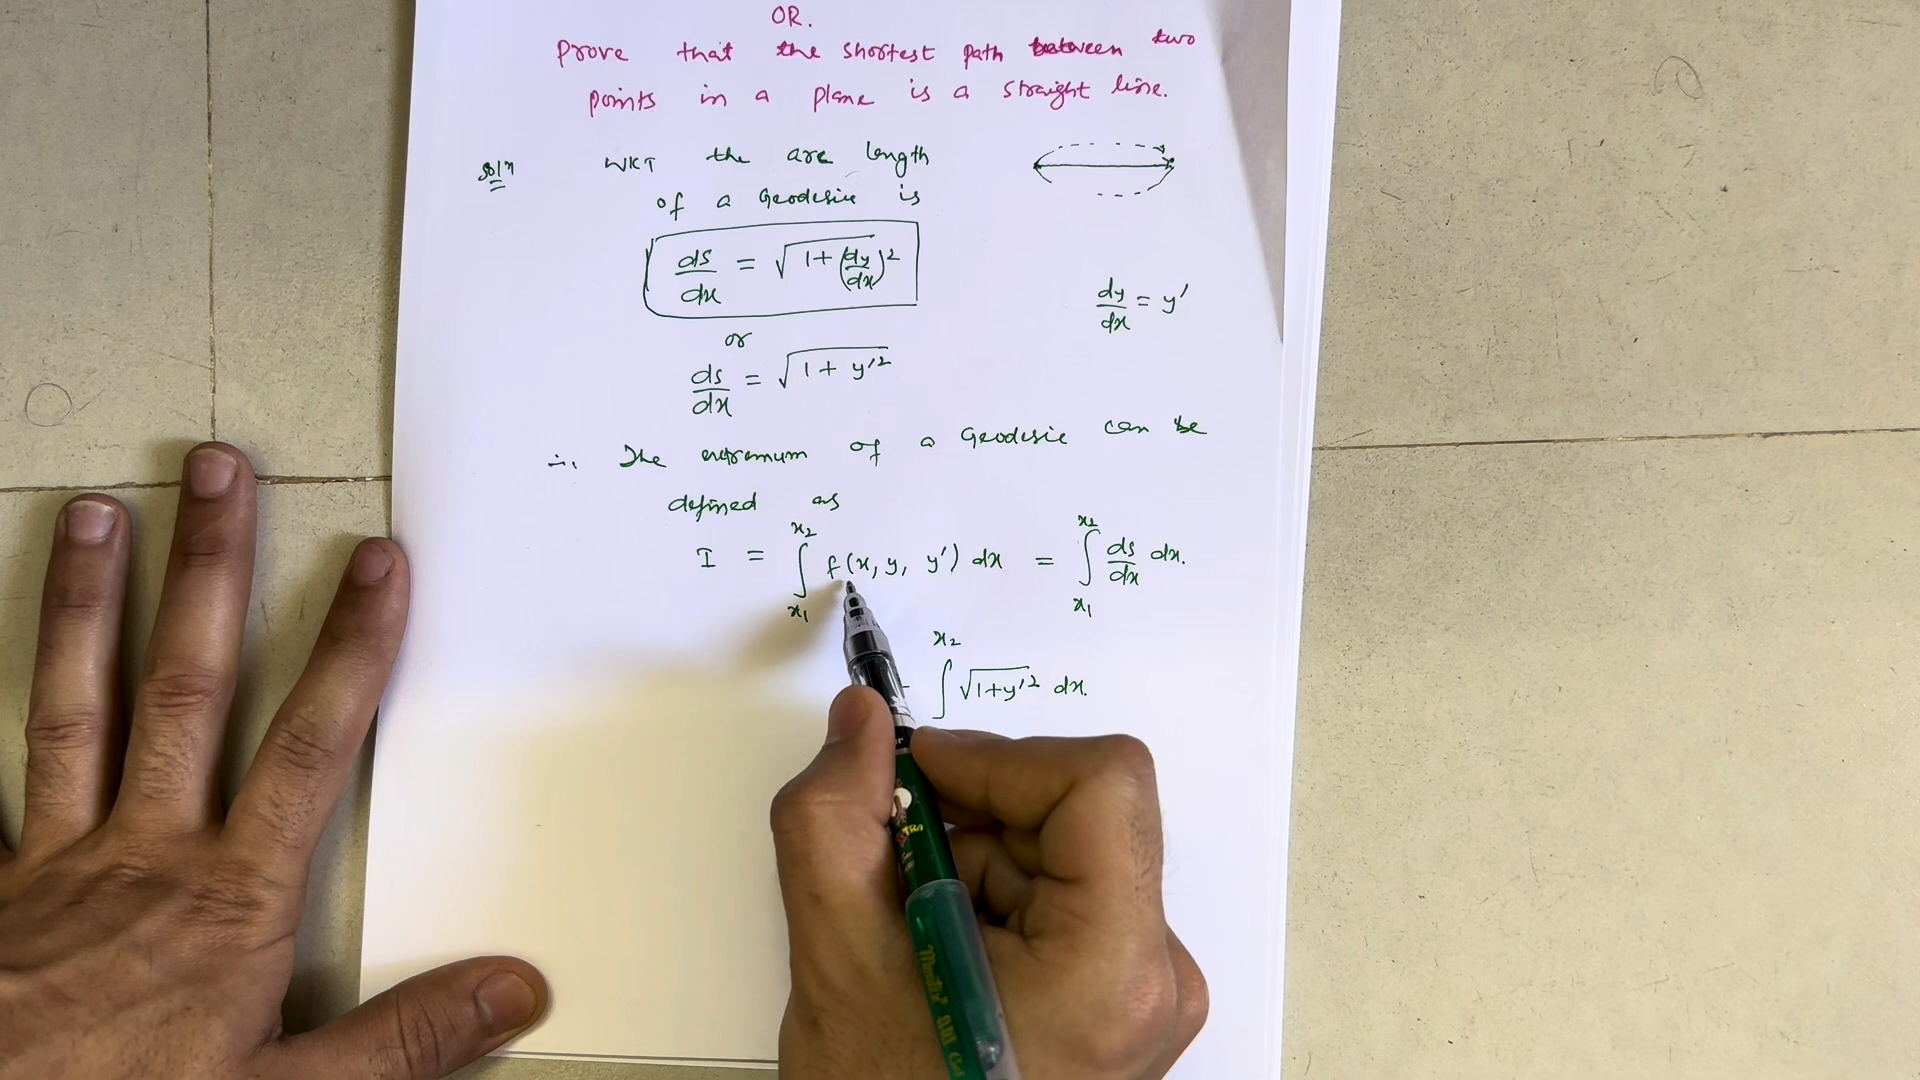 OR.
Prove that the shortest path between two
points in a plane is a straight line.
Soln WKT the arc length
of a Geodesic is
ds/dx = √1+(dy/dx)²
dy/dx = y'
or
ds/dx = √1 + y'²
∴ The extremum of a Geodesic can be
defined as
I = ∫_{x1}^{x2} f(x, y, y') dx = ∫_{x1}^{x2} ds/dx dx.
∫^{x2} √1+y'² dx.